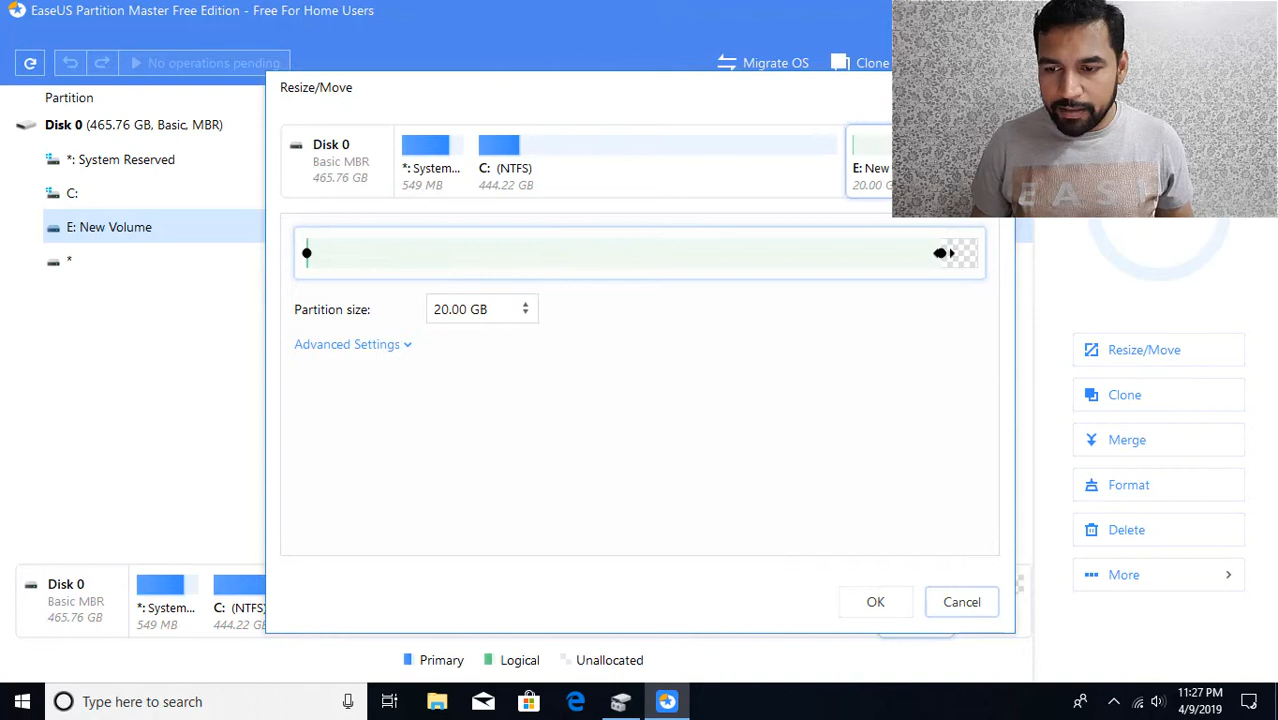 EaseUS Partition Master Free Edition - Free For Home Users
No operations pending
Migrate OS
Clone
Partition
Resize/Move
Disk 0 (465.76 GB, Basic, MBR)
*: System Reserved
C:
E: New Volume
*
Disk 0
Basic MBR
465.76 GB
*: System...
549 MB
C: (NTFS)
444.22 GB
E: New
20.00 G
EAST
Partition size:
20.00 GB
Advanced Settings
OK
Cancel
Resize/Move
Clone
Merge
Format
Delete
More
Disk 0
Basic MBR
465.76 GB
*: System...
549 MB
C: (NTFS)
444.22 GB
Primary
Logical
Unallocated
Type here to search
11:27 PM
4/9/2019